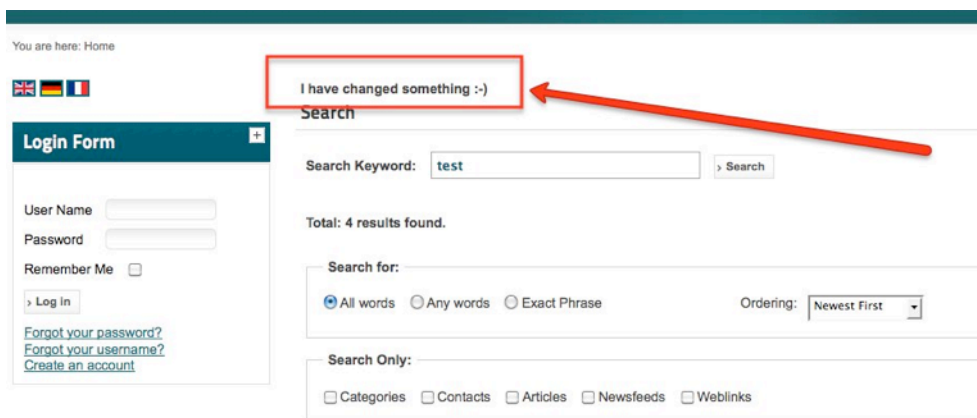 You are here: Home
I have changed something :-)
Search
Login Form
+
Search Keyword: test › Search
User Name
Total: 4 results found.
Password
Remember Me
Search for:
› Log in
All words Any words Exact Phrase Ordering: Newest First
Forgot your password?
Forgot your username?
Create an account
Search Only:
Categories Contacts Articles Newsfeeds Weblinks